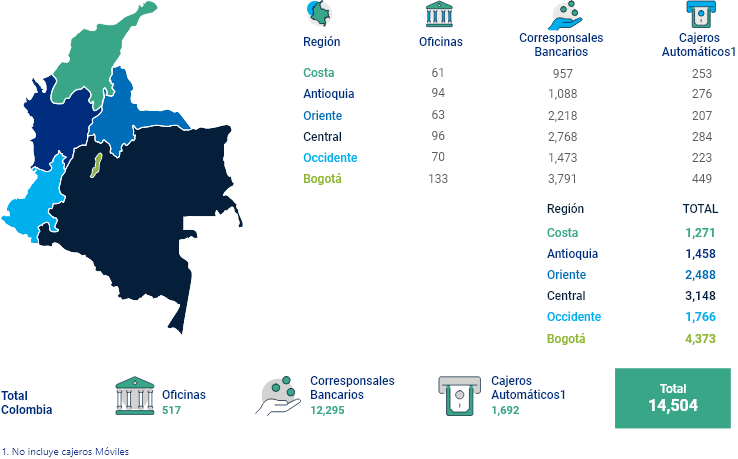 Región Oficinas Corresponsales Bancarios Cajeros Automáticos1
Costa 61 957 253
Antioquia 94 1,088 276
Oriente 63 2,218 207
Central 96 2,768 284
Occidente 70 1,473 223
Bogotá 133 3,791 449
Región TOTAL
Costa 1,271
Antioquia 1,458
Oriente 2,488
Central 3,148
Occidente 1,766
Bogotá 4,373
Total
Colombia
Oficinas
517
Corresponsales
Bancarios
12,295
Cajeros
Automáticos1
1,692
Total
14,504
1. No incluye cajeros Móviles